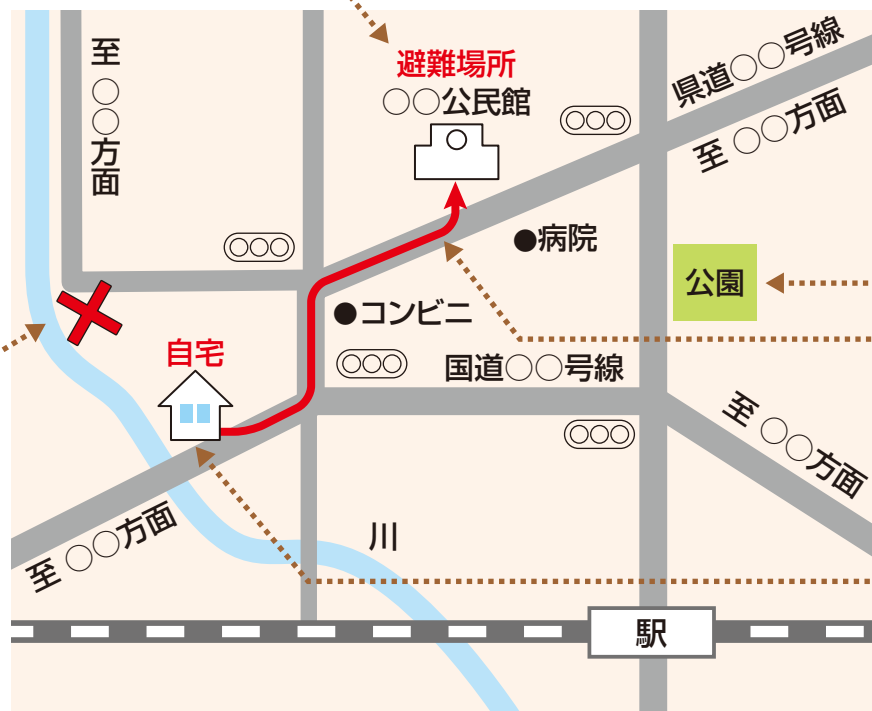 避難場所
○○公民館
至○○方面
県道○○号線
至 ○○方面
●病院
公園
●コンビニ
自宅
国道○○号線
至 ○○方面
至 ○○方面
川
駅